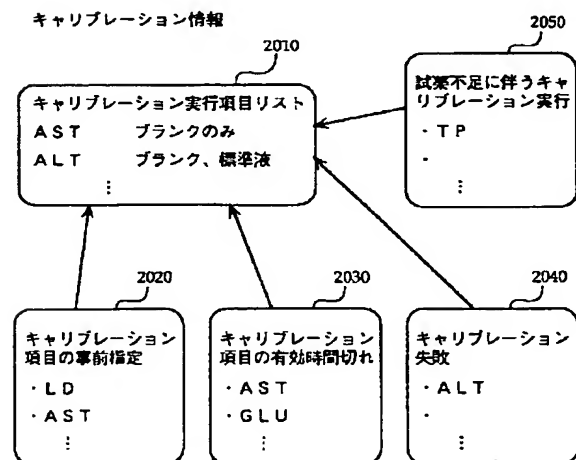 キャリブレーション情報
2010
キャリブレーション実行項目リスト
AST ブランクのみ
ALT ブランク、標準液
⋮
2050
試薬不足に伴うキャ
リブレーション実行
・TP
・
⋮
2020
キャリブレーション
項目の事前指定
・LD
・AST
⋮
2030
キャリブレーション
項目の有効時間切れ
・AST
・GLU
⋮
2040
キャリブレーション
失敗
・ALT
・
⋮